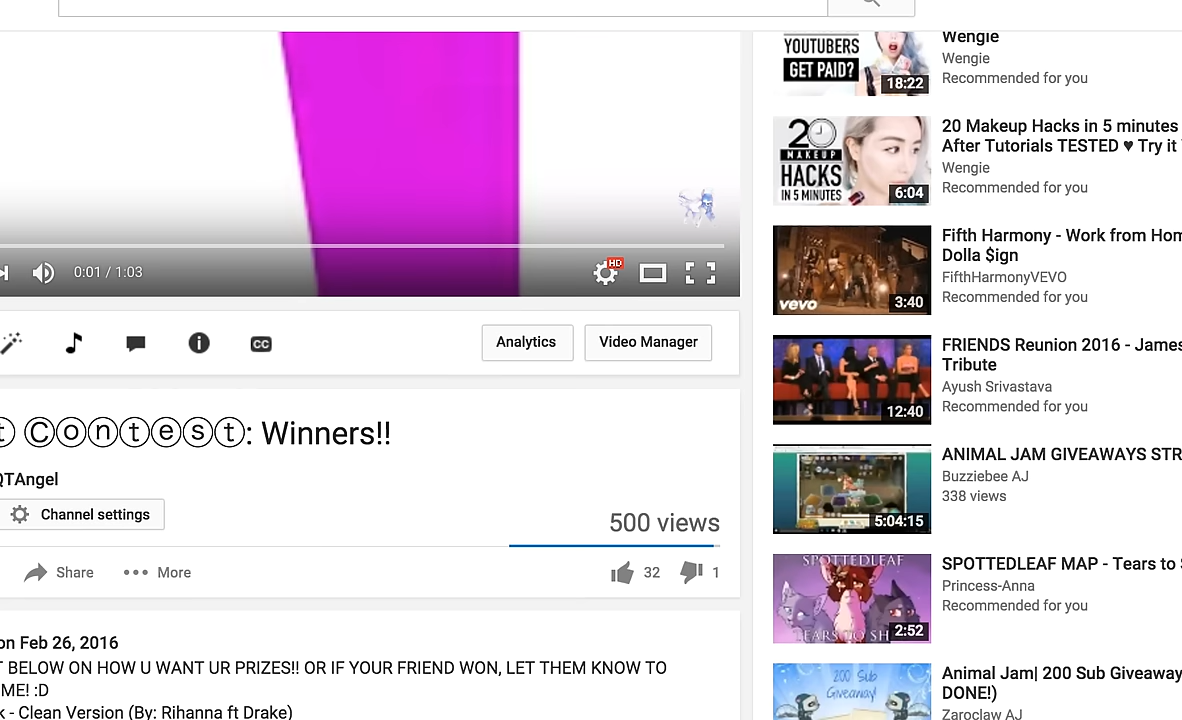 Wengie
YOUTUBERS
Wengie
GET PAID?
18:22
Recommended for you
20 Makeup Hacks in 5 minutes
After Tutorials TESTED ♥ Try it
20
MAKEUP
HACKS
IN 5 MINUTES
6:04
Wengie
Recommended for you
HD
0:01 / 1:03
Fifth Harmony - Work from Hom
Dolla $ign
FifthHarmonyVEVO
Recommended for you
vevo
3:40
CC
Analytics
Video Manager
FRIENDS Reunion 2016 - James
Tribute
Ayush Srivastava
Recommended for you
12:40
ⓣ Ⓒⓞⓝⓣⓔⓢⓣ: Winners!!
QTAngel
Channel settings
500 views
Share
More
32
1
ANIMAL JAM GIVEAWAYS STR
Buzziebee AJ
338 views
5:04:15
SPOTTEDLEAF
TEARS TO SH
2:52
SPOTTEDLEAF MAP - Tears to
Princess-Anna
Recommended for you
on Feb 26, 2016
T BELOW ON HOW U WANT UR PRIZES!! OR IF YOUR FRIEND WON, LET THEM KNOW TO
ME! :D
k - Clean Version (By: Rihanna ft Drake)
200 Sub
Giveaway!
Animal Jam| 200 Sub Giveaway
DONE!)
Zaroclaw AJ